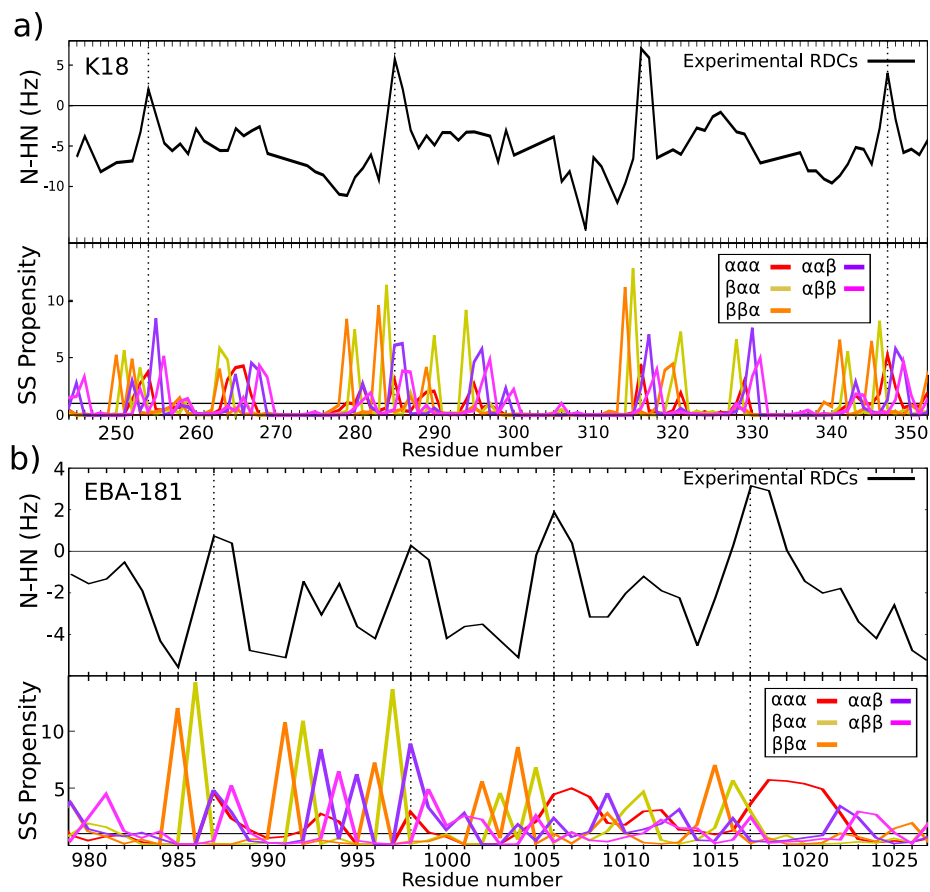 a)
K18
Experimental RDCs
N-HN (Hz)
5
0
-5
-10
ααα ααβ
βαα αββ
ββα
SS Propensity
10
5
0
250 260 270 280 290 300 310 320 330 340 350
Residue number
b)
EBA-181
Experimental RDCs
N-HN (Hz)
4
2
0
-2
-4
ααα ααβ
βαα αββ
ββα
SS Propensity
10
5
0
980 985 990 995 1000 1005 1010 1015 1020 1025
Residue number